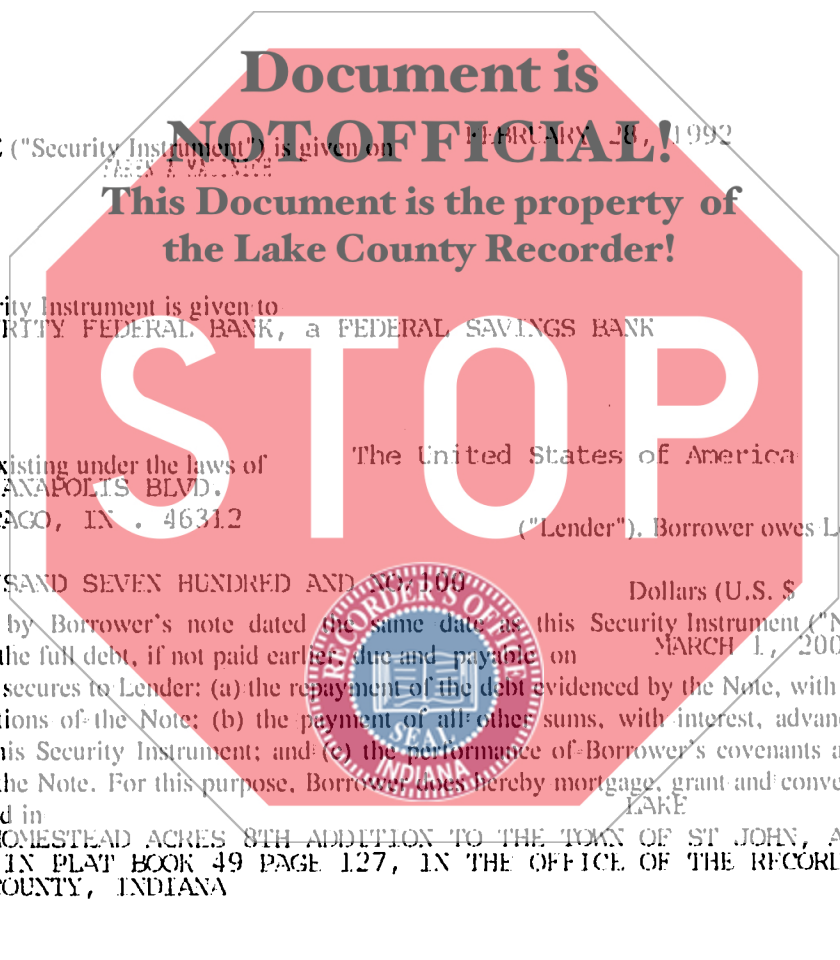 Document is
NOT OFFICIAL!
("Security Instrument") is given on FEBRUARY 28, 1992
This Document is the property of
the Lake County Recorder!
rity Instrument is given to
RITY FEDERAL BANK, a FEDERAL SAVINGS BANK
STOP
xisting under the laws of The United States of America
ANAPOLIS BLVD.
AGO, IN . 46312
("Lender"). Borrower owes L
SAND SEVEN HUNDRED AND NO/100
Dollars (U.S. $
by Borrower's note dated the same date as this Security Instrument ("N
he full debt, if not paid earlier, due and payable on MARCH 1, 200
secures to Lender: (a) the repayment of the debt evidenced by the Note, with
tions of the Note; (b) the payment of all other sums, with interest, advan
is Security Instrument; and (c) the performance of Borrower's covenants a
he Note. For this purpose, Borrower does hereby mortgage, grant and conve
d in LAKE
OMESTEAD ACRES 8TH ADDITION TO THE TOWN OF ST JOHN, A
IN PLAT BOOK 49 PAGE 127, IN THE OFFICE OF THE RECORD
OUNTY, INDIANA
RECORDER'S OFFICE
SEAL
INDIANA